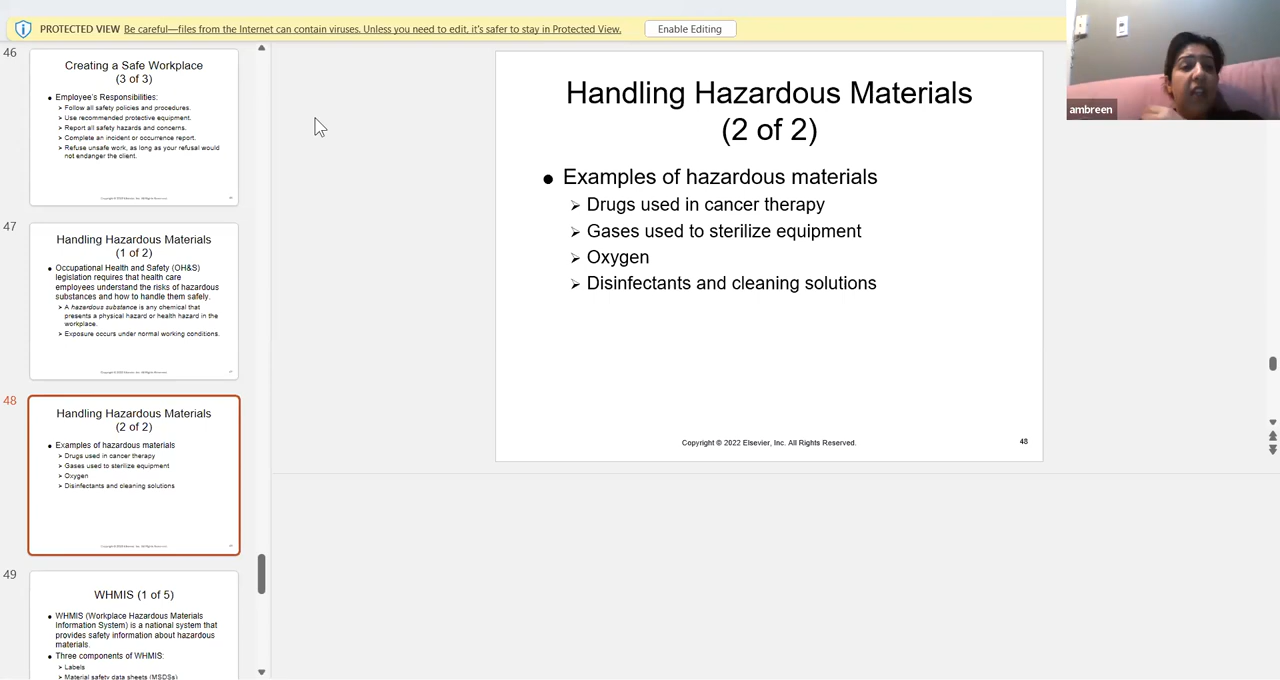 PROTECTED VIEW Be careful—files from the Internet can contain viruses. Unless you need to edit, it's safer to stay in Protected View. Enable Editing
ambreen
46
Creating a Safe Workplace
(3 of 3)
• Employee's Responsibilities:
➢ Follow all safety policies and procedures.
➢ Use recommended protective equipment.
➢ Report all safety hazards and concerns.
➢ Complete an incident or occurrence report.
➢ Refuse unsafe work, as long as your refusal would
not endanger the client.
47
Handling Hazardous Materials
(1 of 2)
• Occupational Health and Safety (OH&S)
legislation requires that health care
employees understand the risks of hazardous
substances and how to handle them safely.
➢ A hazardous substance is any chemical that
presents a physical hazard or health hazard in the
workplace.
➢ Exposure occurs under normal working conditions.
48
Handling Hazardous Materials
(2 of 2)
• Examples of hazardous materials
➢ Drugs used in cancer therapy
➢ Gases used to sterilize equipment
➢ Oxygen
➢ Disinfectants and cleaning solutions
49
WHMIS (1 of 5)
• WHMIS (Workplace Hazardous Materials
Information System) is a national system that
provides safety information about hazardous
materials.
• Three components of WHMIS:
➢ Labels
➢ Material safety data sheets (MSDSs)
Handling Hazardous Materials
(2 of 2)
• Examples of hazardous materials
➢ Drugs used in cancer therapy
➢ Gases used to sterilize equipment
➢ Oxygen
➢ Disinfectants and cleaning solutions
Copyright © 2022 Elsevier, Inc. All Rights Reserved.
48